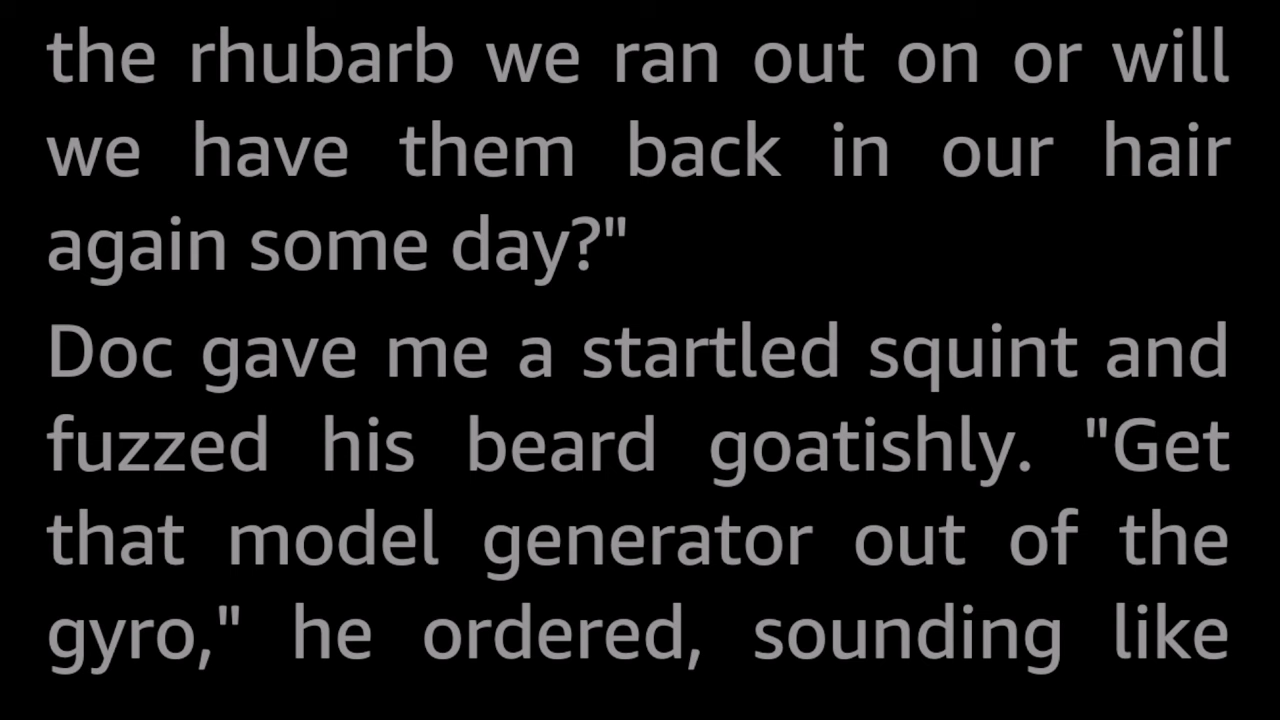 the rhubarb we ran out on or will
we have them back in our hair
again some day?"
Doc gave me a startled squint and
fuzzed his beard goatishly. "Get
that model generator out of the
gyro," he ordered, sounding like